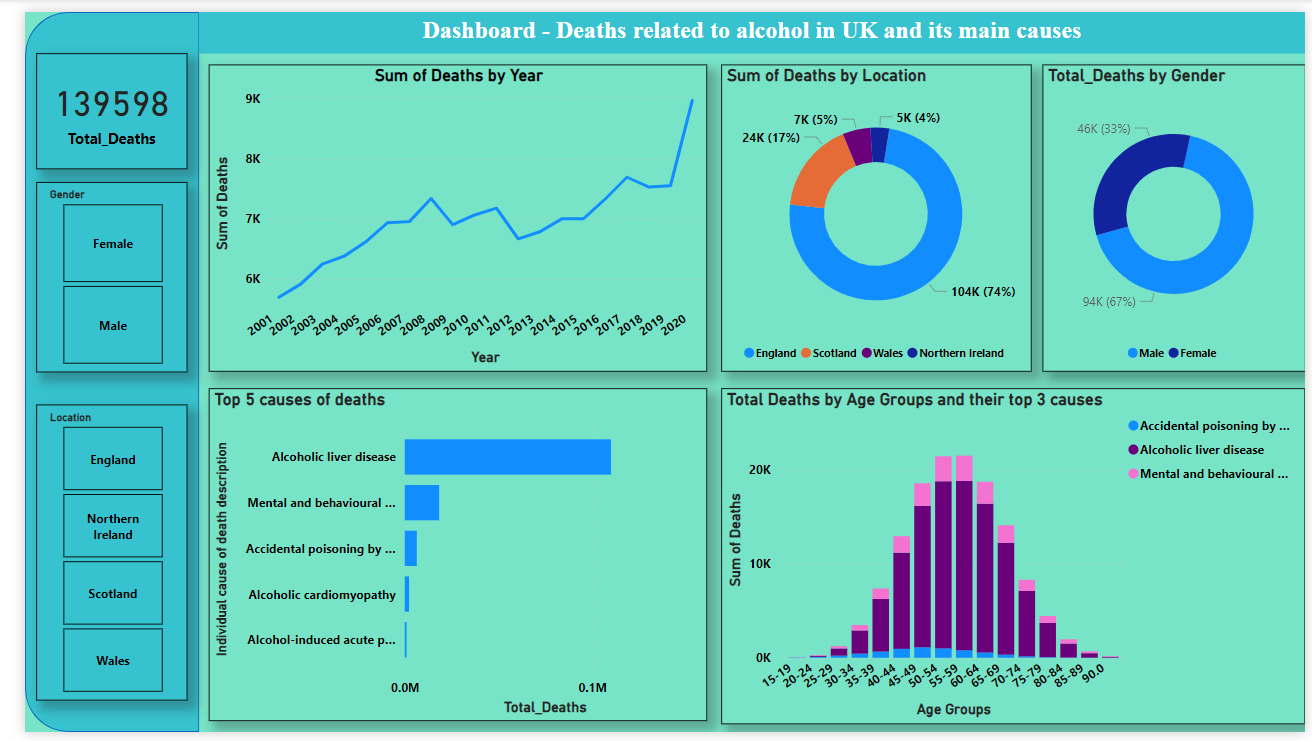 Dashboard - Deaths related to alcohol in UK and its main causes
139598
Total_Deaths
Gender
Female
Male
Location
England
Northern
Ireland
Scotland
Wales
Sum of Deaths by Year
Sum of Deaths
9K
8K
7K
6K
2001
2002
2003
2004
2005
2006
2007
2008
2009
2010
2011
2012
2013
2014
2015
2016
2017
2018
2019
2020
Year
Sum of Deaths by Location
7K (5%)
5K (4%)
24K (17%)
104K (74%)
England Scotland Wales Northern Ireland
Total_Deaths by Gender
46K (33%)
94K (67%)
Male Female
Top 5 causes of deaths
Individual cause of death description
Alcoholic liver disease
Mental and behavioural ...
Accidental poisoning by ...
Alcoholic cardiomyopathy
Alcohol-induced acute p...
0.0M
0.1M
Total_Deaths
Total Deaths by Age Groups and their top 3 causes
Accidental poisoning by ...
Alcoholic liver disease
Mental and behavioural ...
Sum of Deaths
20K
10K
0K
15-19
20-24
25-29
30-34
35-39
40-44
45-49
50-54
55-59
60-64
65-69
70-74
75-79
80-84
85-89
90.0
Age Groups